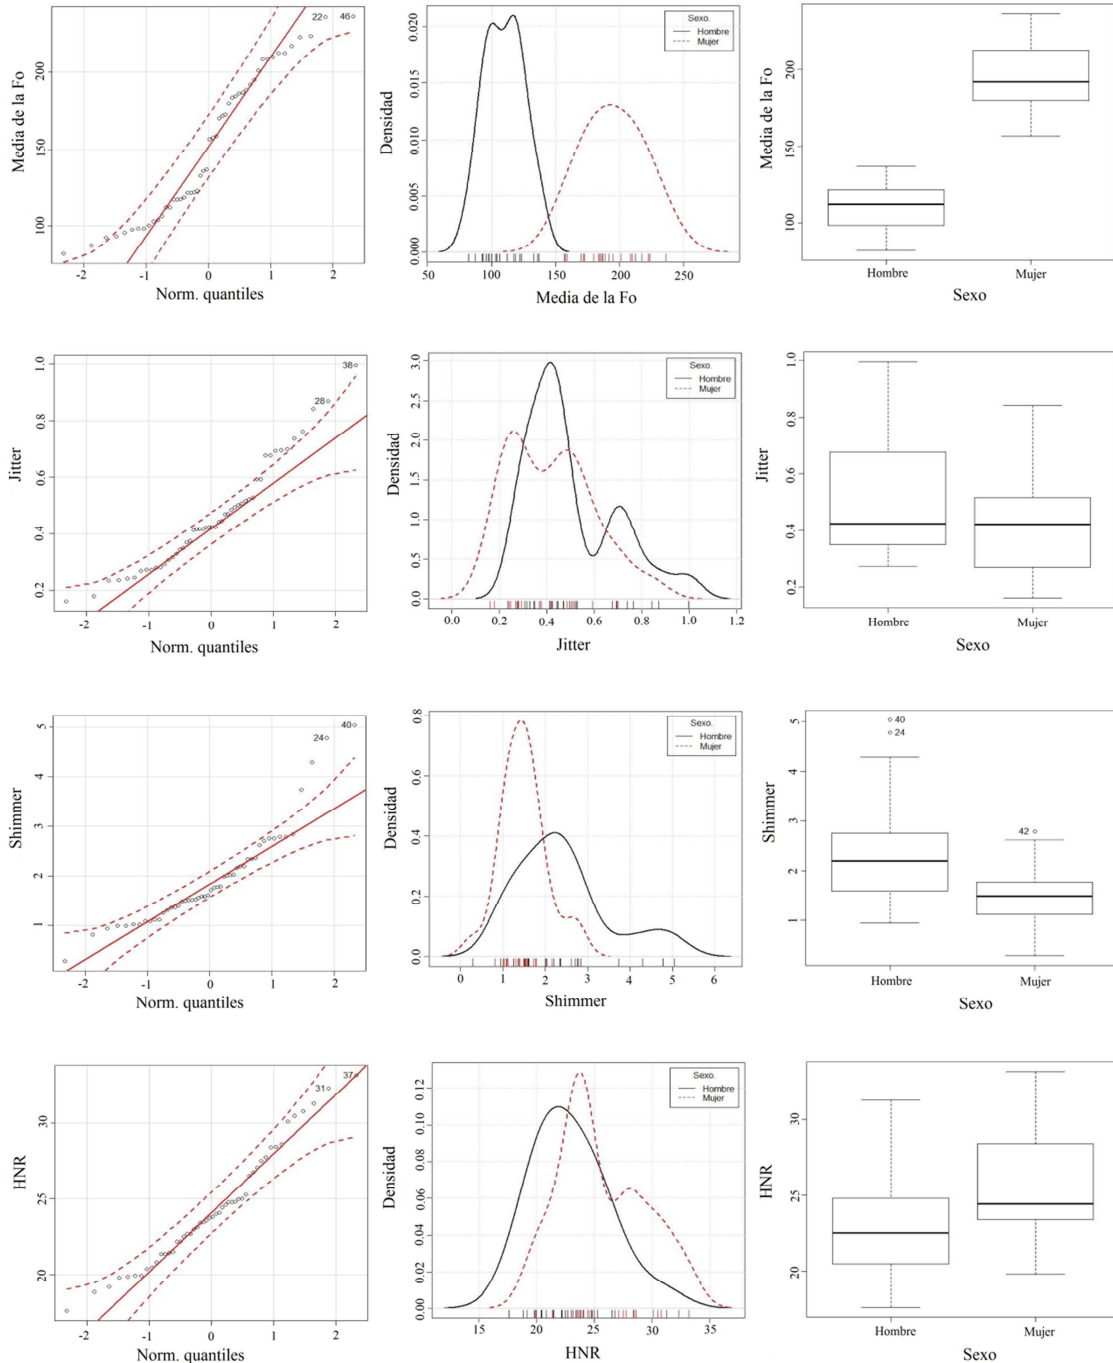 22 46
Media de la Fo
100 150 200
-2 -1 0 1 2
Norm. quantiles
Densidad
0.000 0.005 0.010 0.015 0.020
Sexo.
Hombre
Mujer
50 100 150 200 250
Media de la Fo
Media de la Fo
100 150 200
Hombre Mujer
Sexo
38
28
Jitter
0.2 0.4 0.6 0.8 1.0
-2 -1 0 1 2
Norm. quantiles
Densidad
0.0 0.5 1.0 1.5 2.0 2.5 3.0
Sexo.
Hombre
Mujer
0.0 0.2 0.4 0.6 0.8 1.0 1.2
Jitter
Jitter
0.2 0.4 0.6 0.8 1.0
Hombre Mujer
Sexo
40
24
Shimmer
1 2 3 4 5
-2 -1 0 1 2
Norm. quantiles
Densidad
0.0 0.2 0.4 0.6 0.8
Sexo.
Hombre
Mujer
0 1 2 3 4 5 6
Shimmer
40
24
42
Shimmer
1 2 3 4 5
Hombre Mujer
Sexo
37
31
HNR
20 25 30
-2 -1 0 1 2
Norm. quantiles
Densidad
0.00 0.02 0.04 0.06 0.08 0.10 0.12
Sexo.
Hombre
Mujer
15 20 25 30 35
HNR
HNR
20 25 30
Hombre Mujer
Sexo